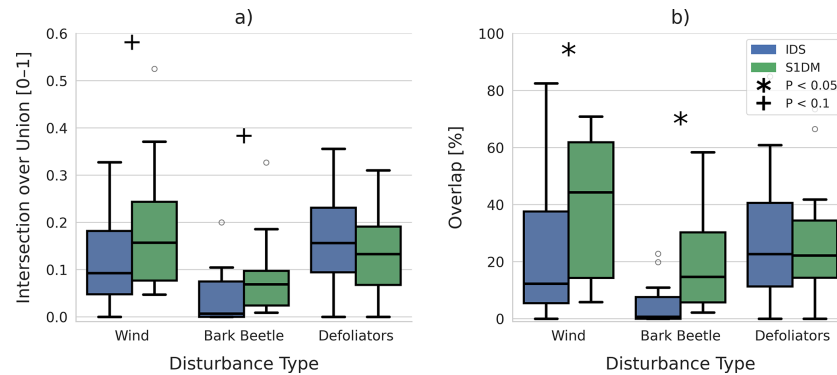 a)
Intersection over Union [0–1]
0.6
0.5
0.4
0.3
0.2
0.1
0.0
Wind
Bark Beetle
Defoliators
Disturbance Type
b)
Overlap [%]
100
80
60
40
20
0
IDS
S1DM
P < 0.05
P < 0.1
Wind
Bark Beetle
Defoliators
Disturbance Type